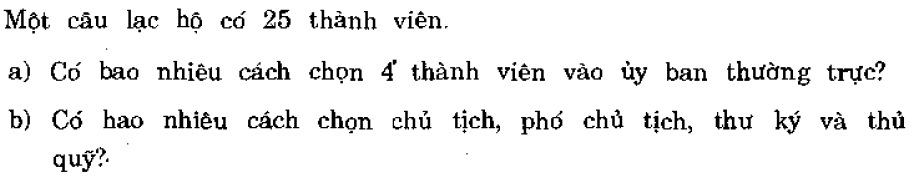 Một câu lạc hộ có 25 thành viên.
a) Có bao nhiêu cách chọn 4 thành viên vào ủy ban thường trực?
b) Có hao nhiêu cách chọn chủ tịch, phó chủ tịch, thư ký và thủ
quỹ?